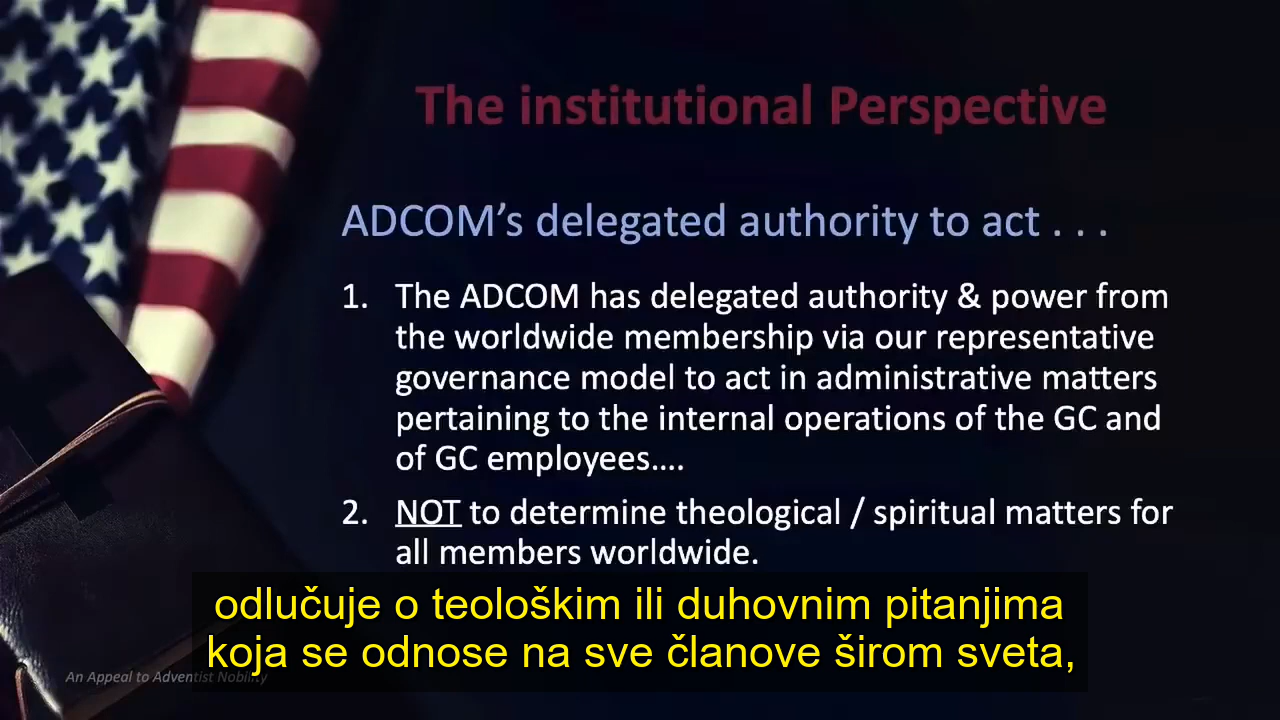 The institutional Perspective
ADCOM’s delegated authority to act . . .
1. The ADCOM has delegated authority & power from
the worldwide membership via our representative
governance model to act in administrative matters
pertaining to the internal operations of the GC and
of GC employees....
2. NOT to determine theological / spiritual matters for
all members worldwide.
odlučuje o teološkim ili duhovnim pitanjima
koja se odnose na sve članove širom sveta,
An Appeal to Adventist Nobility